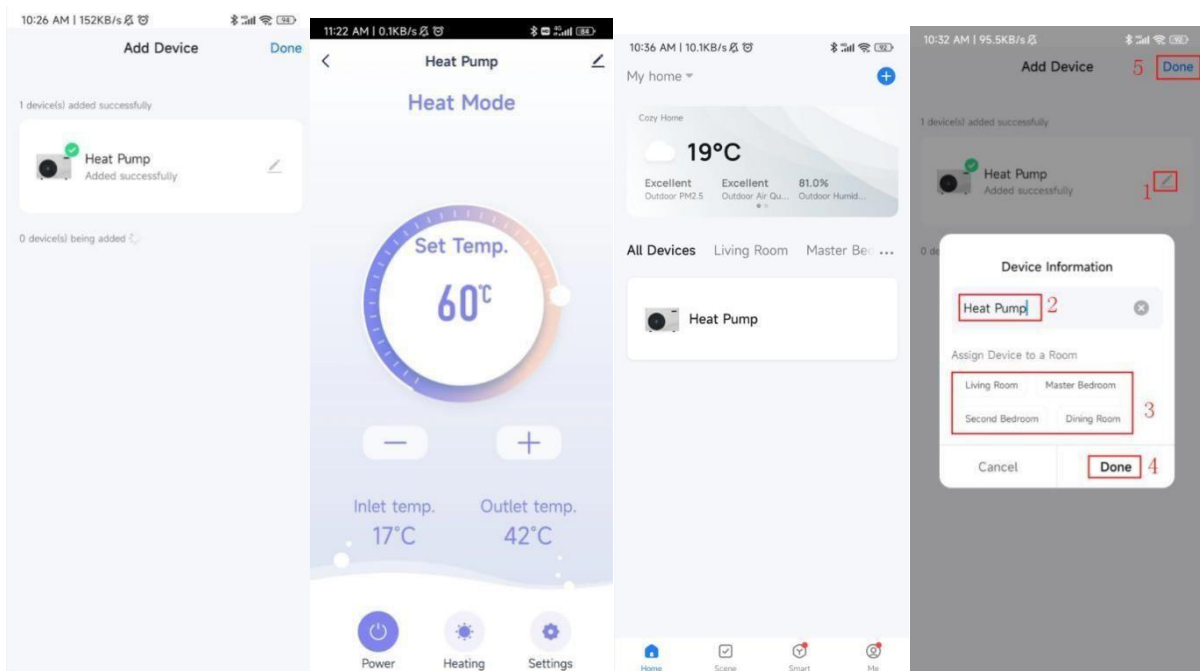 10:26 AM | 152KB/s
Add Device
Done
1 device(s) added successfully
Heat Pump
Added successfully
0 device(s) being added
11:22 AM | 0.1KB/s
Heat Pump
Heat Mode
Set Temp.
60°C
Inlet temp.
Outlet temp.
17°C
42°C
Power
Heating
Settings
10:36 AM | 10.1KB/s
My home
Cozy Home
19°C
Excellent
Excellent
81.0%
Outdoor PM2.5
Outdoor Air Qu...
Outdoor Humid...
All Devices
Living Room
Master Be
Heat Pump
Home
Scene
Smart
Me
10:32 AM | 95.5KB/s
Add Device
5
Done
1 device(s) added successfully
Heat Pump
Added successfully
1
0 de
Device Information
Heat Pump
2
Assign Device to a Room
Living Room
Master Bedroom
Second Bedroom
Dining Room
3
Cancel
Done
4